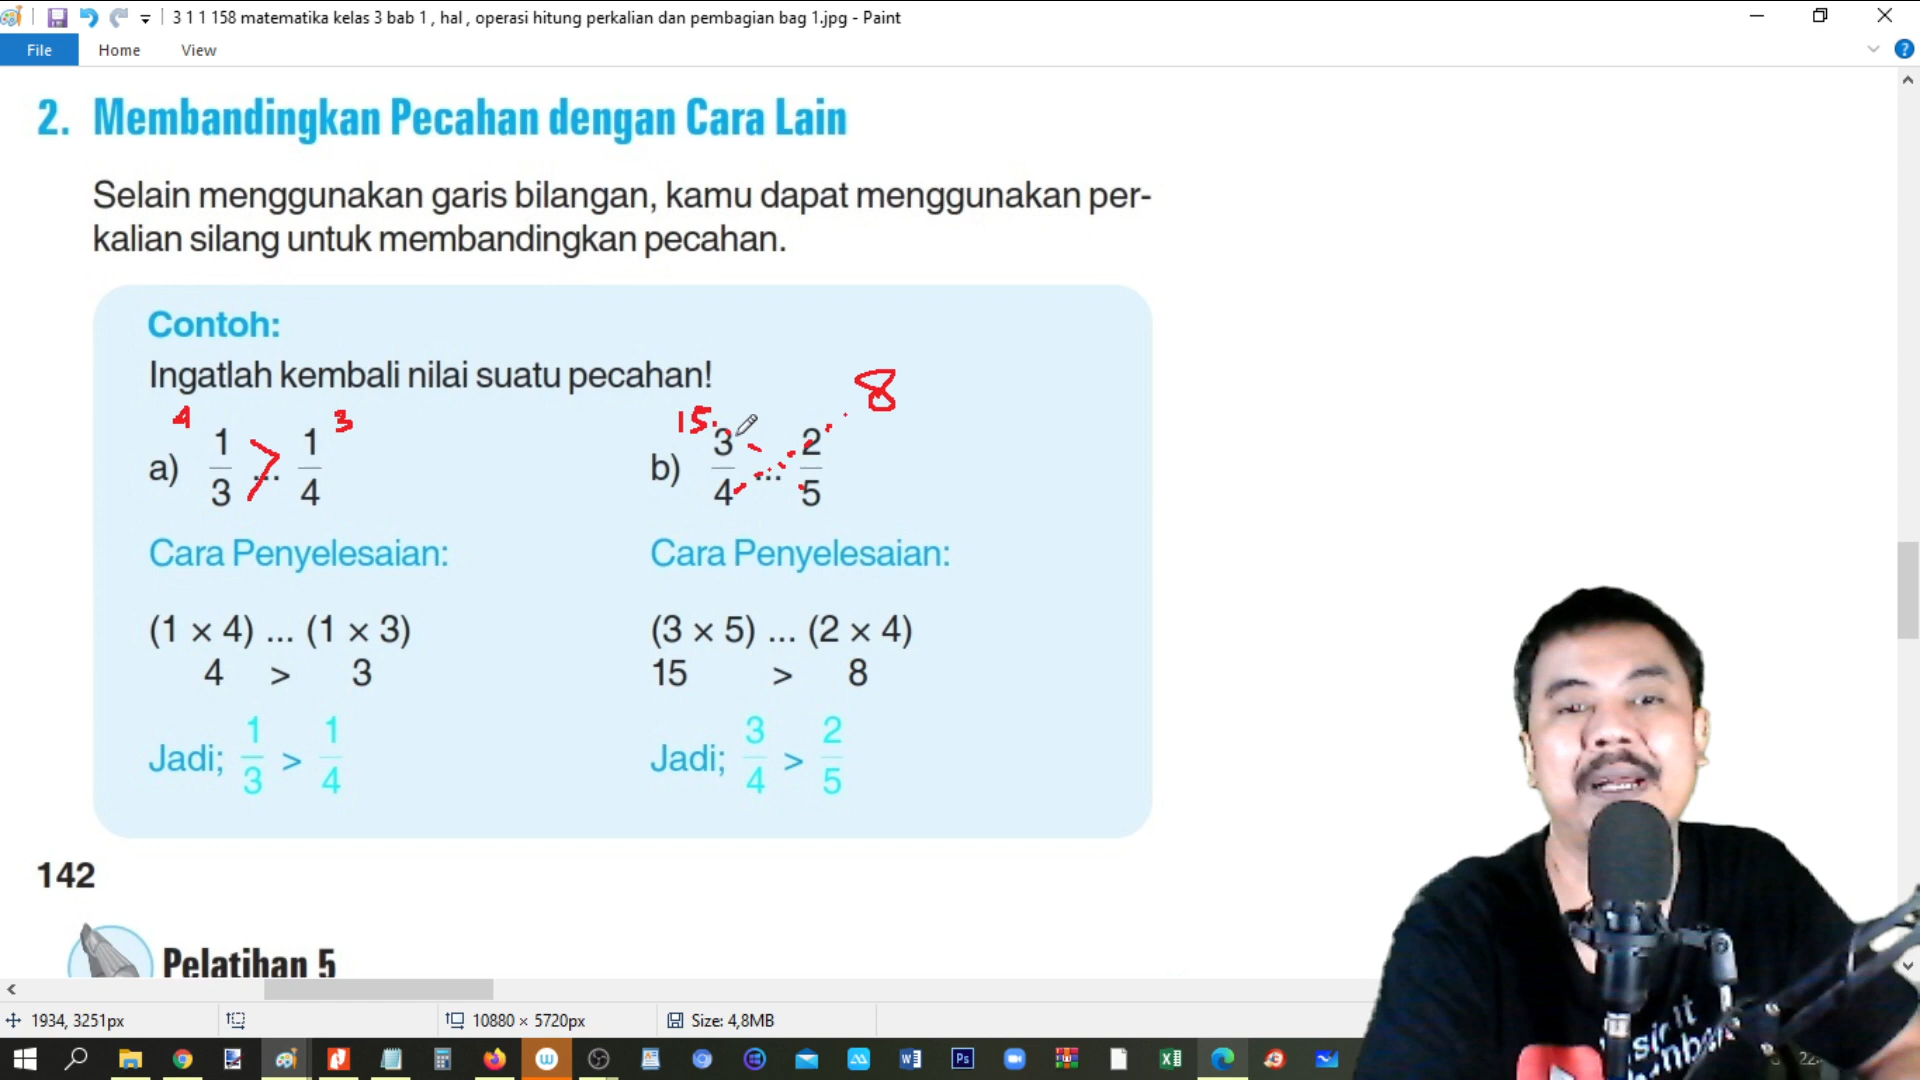 3 1 1 158 matematika kelas 3 bab 1 , hal , operasi hitung perkalian dan pembagian bag 1.jpg - Paint
File Home View
2. Membandingkan Pecahan dengan Cara Lain
Selain menggunakan garis bilangan, kamu dapat menggunakan per-
kalian silang untuk membandingkan pecahan.
Contoh:
Ingatlah kembali nilai suatu pecahan!
4 3 15 8
a) 1/3 ... > 1/4 b) 3/4 ... 2/5
Cara Penyelesaian: Cara Penyelesaian:
(1 × 4) ... (1 × 3) (3 × 5) ... (2 × 4)
4 > 3 15 > 8
Jadi; 1/3 > 1/4 Jadi; 3/4 > 2/5
142
Pelatihan 5
1934, 3251px 10880 × 5720px Size: 4,8MB